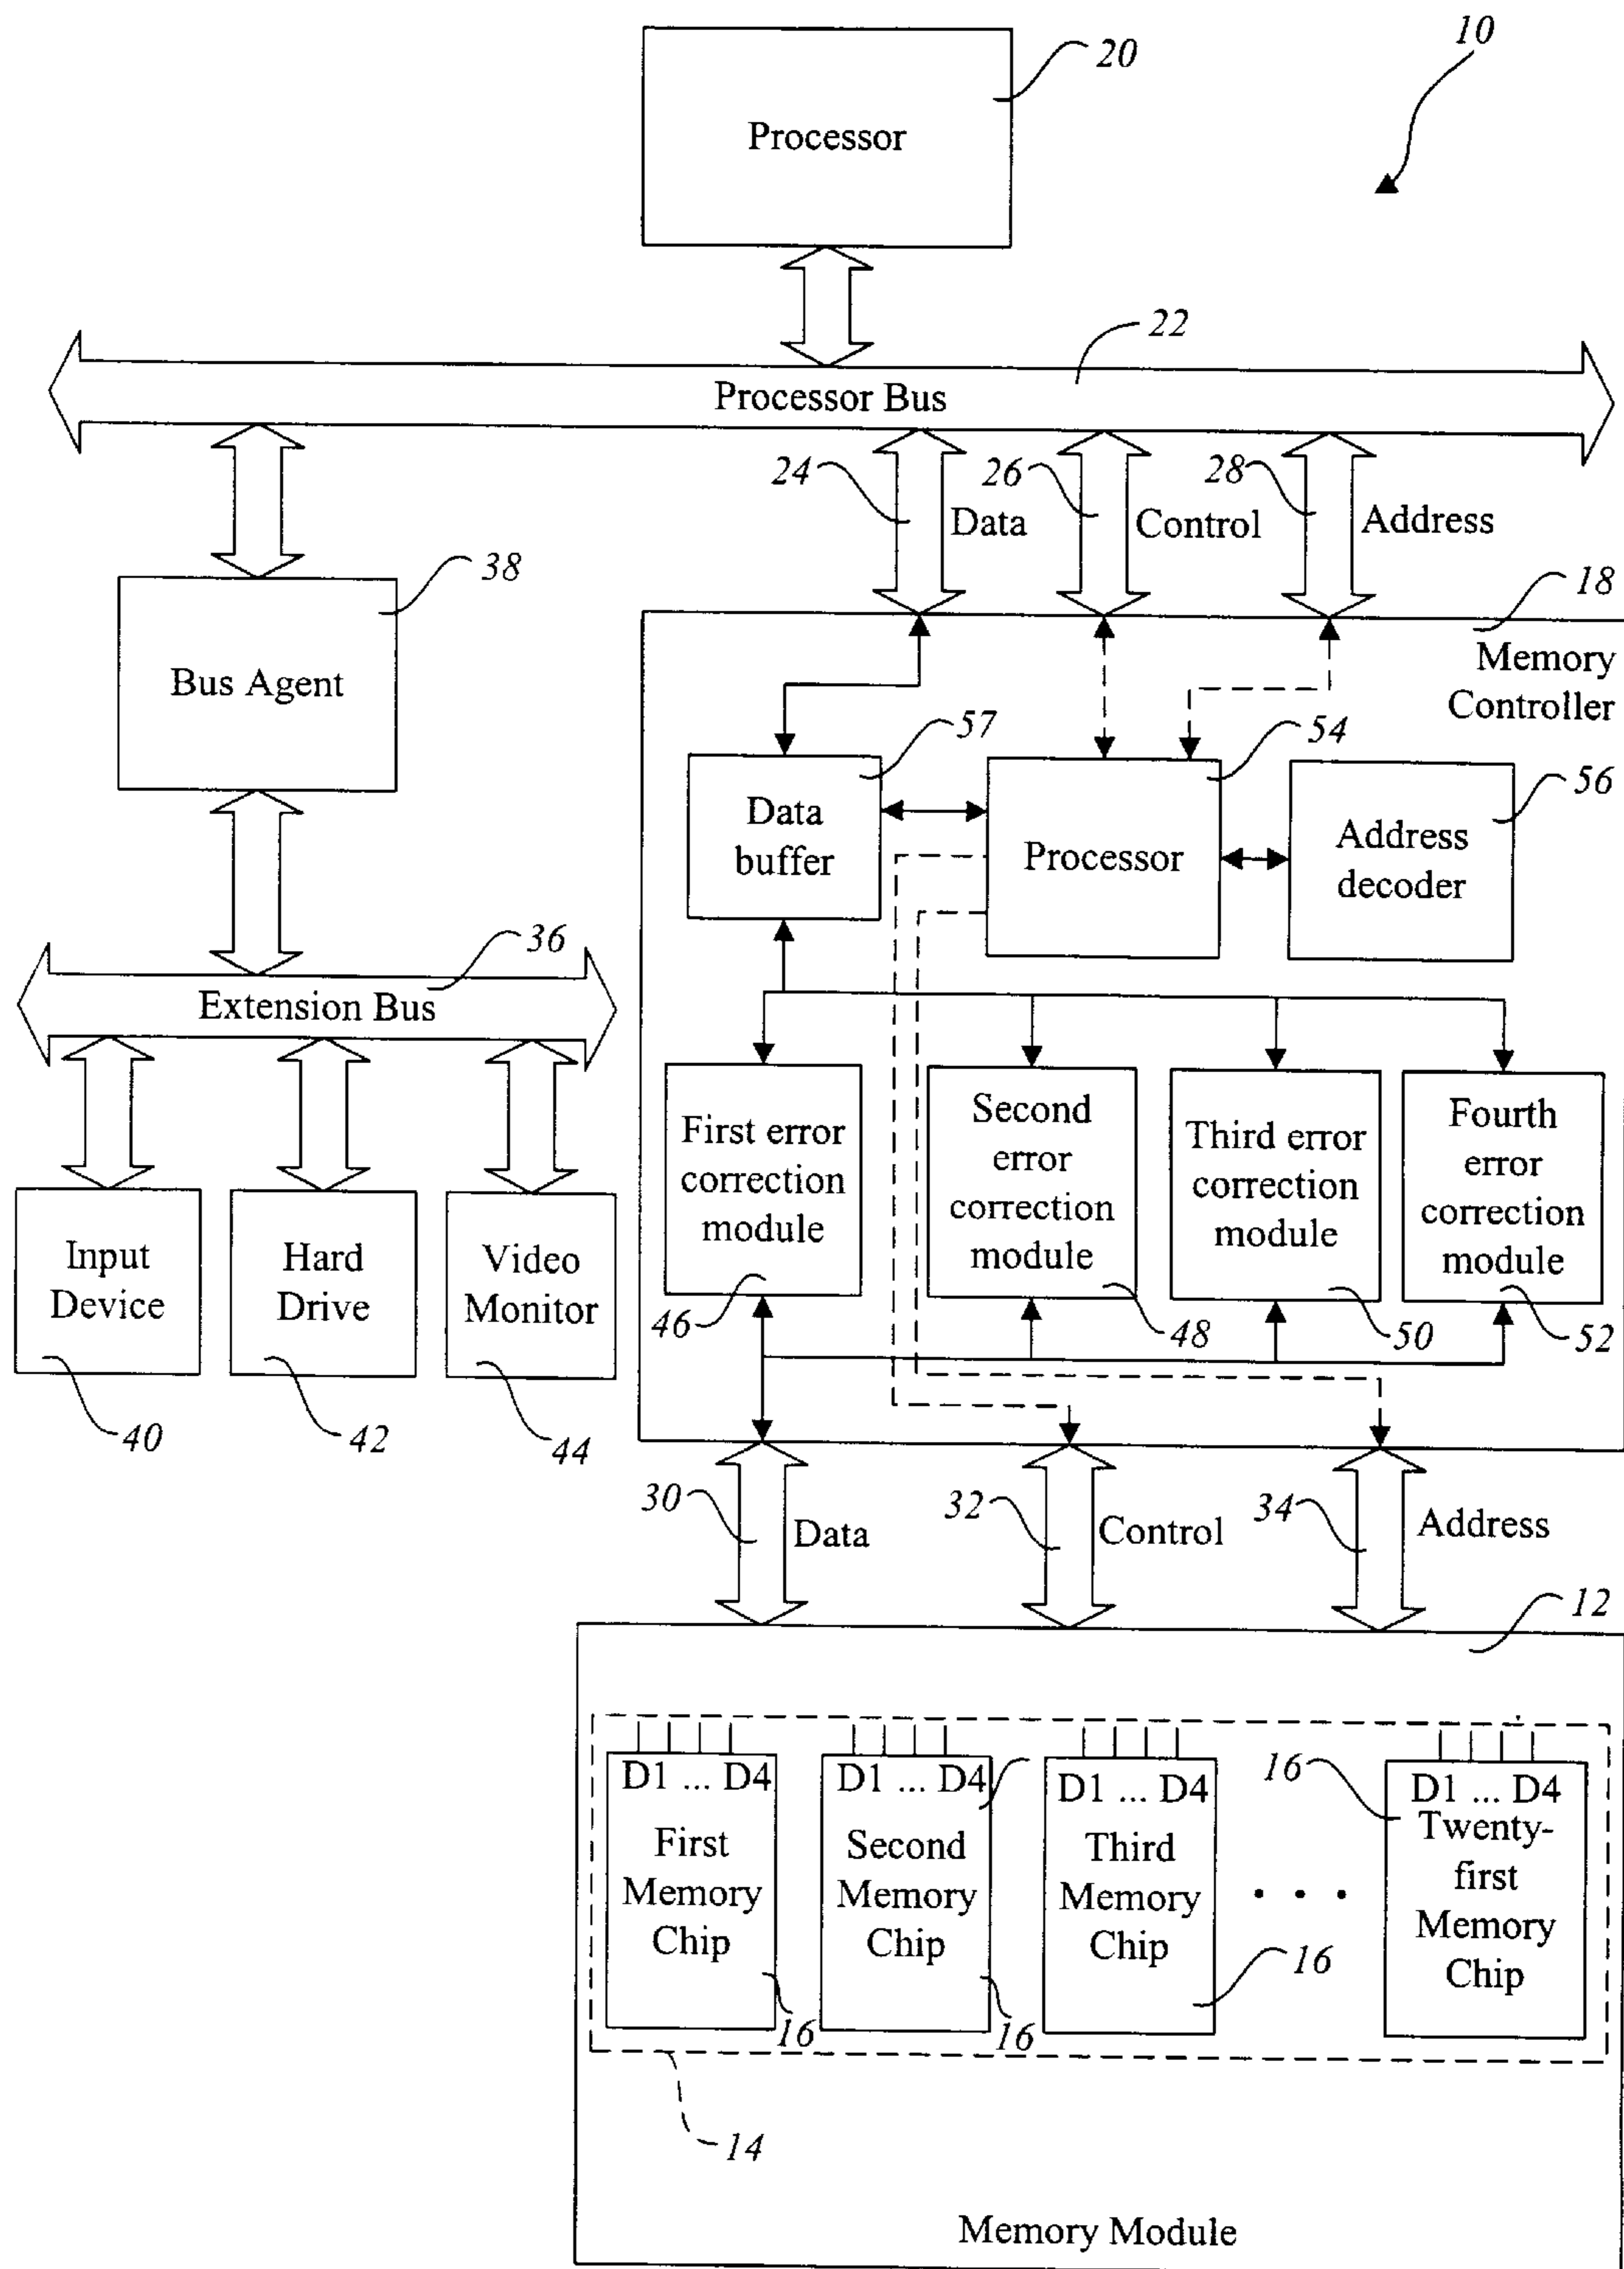 10
20
Processor
22
Processor Bus
24
Data
26
Control
28
Address
18
Memory
Controller
38
Bus Agent
57
Data
buffer
54
Processor
56
Address
decoder
36
Extension Bus
First error
correction
module
46
Second
error
correction
module
48
Third error
correction
module
50
Fourth
error
correction
module
52
Input
Device
40
Hard
Drive
42
Video
Monitor
44
30
Data
32
Control
34
Address
12
D1 ... D4
First
Memory
Chip
16
D1 ... D4
Second
Memory
Chip
16
D1 ... D4
Third
Memory
Chip
16
. . .
16
D1 ... D4
Twenty-
first
Memory
Chip
14
Memory Module